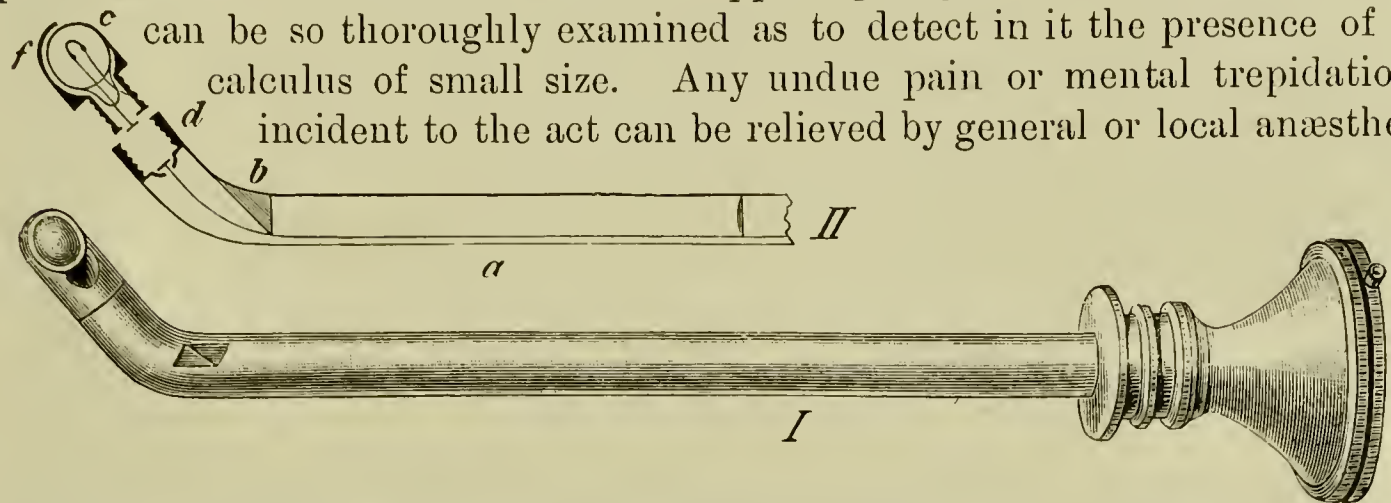 can be so thoroughly examined as to detect in it the presence of
calculus of small size. Any undue pain or mental trepidatio
incident to the act can be relieved by general or local anæsthe
c
f
d
b
II
a
I